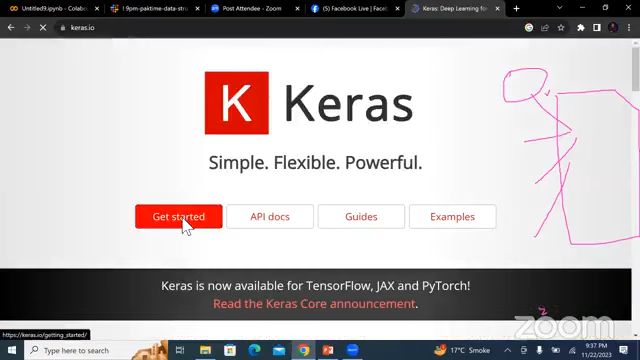 Untitled9.ipynb - Colabo
! 9pm-paktime-data-stru
Post Attendee - Zoom
(5) Facebook Live | Face
Keras: Deep Learning for
keras.io
K Keras
Simple. Flexible. Powerful.
Get started
API docs
Guides
Examples
Keras is now available for TensorFlow, JAX and PyTorch!
Read the Keras Core announcement.
https://keras.io/getting_started/
zoom
Type here to search
17°C Smoke
9:37 PM
11/22/2023